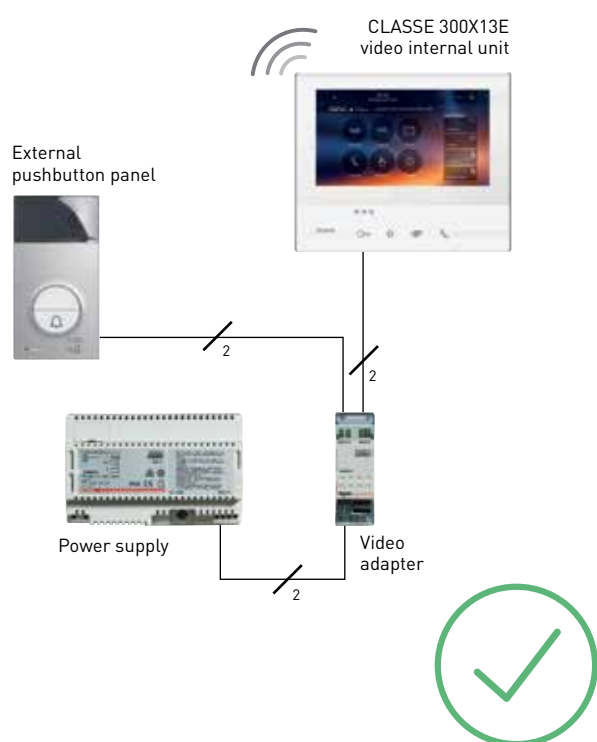 CLASSE 300X13E
video internal unit
External
pushbutton panel
2
2
Power supply
Video
adapter
2